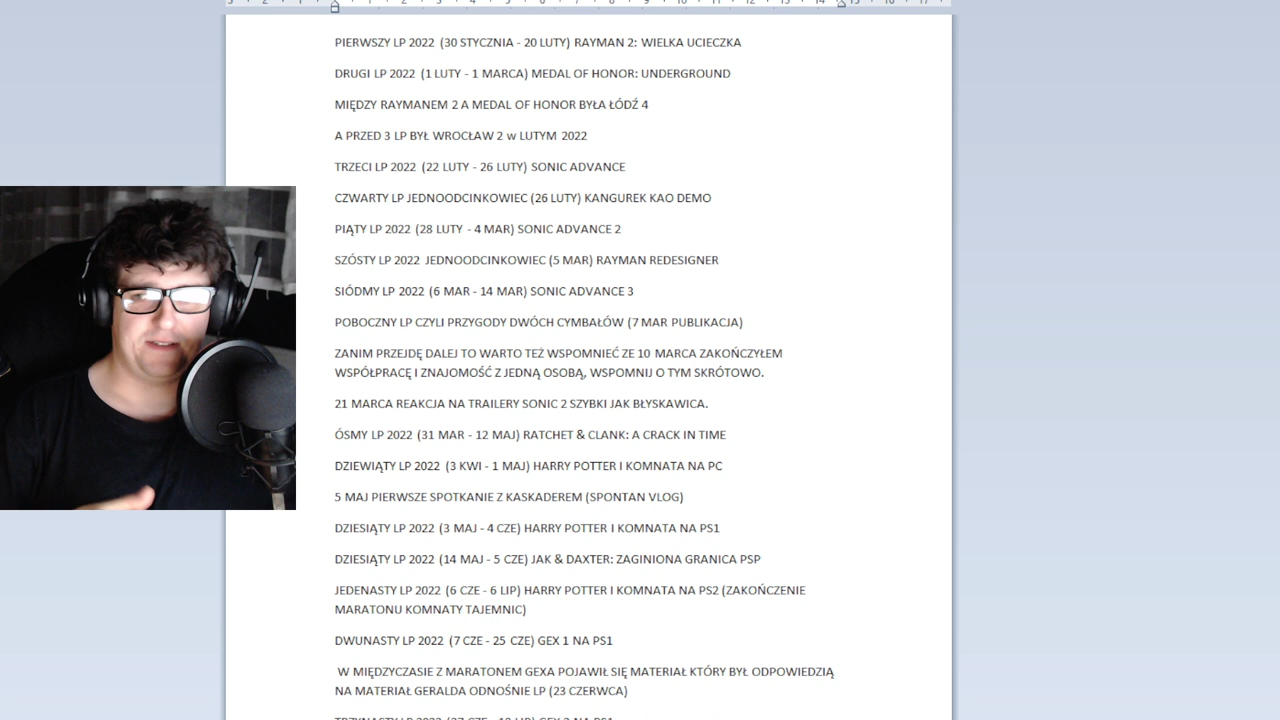 PIERWSZY LP 2022 (30 STYCZNIA - 20 LUTY) RAYMAN 2: WIELKA UCIECZKA
DRUGI LP 2022 (1 LUTY - 1 MARCA) MEDAL OF HONOR: UNDERGROUND
MIĘDZY RAYMANEM 2 A MEDAL OF HONOR BYŁA ŁÓDŹ 4
A PRZED 3 LP BYŁ WROCŁAW 2 w LUTYM 2022
TRZECI LP 2022 (22 LUTY - 26 LUTY) SONIC ADVANCE
CZWARTY LP JEDNOODCINKOWIEC (26 LUTY) KANGUREK KAO DEMO
PIĄTY LP 2022 (28 LUTY - 4 MAR) SONIC ADVANCE 2
SZÓSTY LP 2022 JEDNOODCINKOWIEC (5 MAR) RAYMAN REDESIGNER
SIÓDMY LP 2022 (6 MAR - 14 MAR) SONIC ADVANCE 3
POBOCZNY LP CZYLI PRZYGODY DWÓCH CYMBAŁÓW (7 MAR PUBLIKACJA)
ZANIM PRZEJDĘ DALEJ TO WARTO TEŻ WSPOMNIEĆ ZE 10 MARCA ZAKOŃCZYŁEM
WSPÓŁPRACĘ I ZNAJOMOŚĆ Z JEDNĄ OSOBĄ, WSPOMNIJ O TYM SKRÓTOWO.
21 MARCA REAKCJA NA TRAILERY SONIC 2 SZYBKI JAK BŁYSKAWICA.
ÓSMY LP 2022 (31 MAR - 12 MAJ) RATCHET & CLANK: A CRACK IN TIME
DZIEWIĄTY LP 2022 (3 KWI - 1 MAJ) HARRY POTTER I KOMNATA NA PC
5 MAJ PIERWSZE SPOTKANIE Z KASKADEREM (SPONTAN VLOG)
DZIESIĄTY LP 2022 (3 MAJ - 4 CZE) HARRY POTTER I KOMNATA NA PS1
DZIESIĄTY LP 2022 (14 MAJ - 5 CZE) JAK & DAXTER: ZAGINIONA GRANICA PSP
JEDENASTY LP 2022 (6 CZE - 6 LIP) HARRY POTTER I KOMNATA NA PS2 (ZAKOŃCZENIE
MARATONU KOMNATY TAJEMNIC)
DWUNASTY LP 2022 (7 CZE - 25 CZE) GEX 1 NA PS1
W MIĘDZYCZASIE Z MARATONEM GEXA POJAWIŁ SIĘ MATERIAŁ KTÓRY BYŁ ODPOWIEDZIĄ
NA MATERIAŁ GERALDA ODNOŚNIE LP (23 CZERWCA)